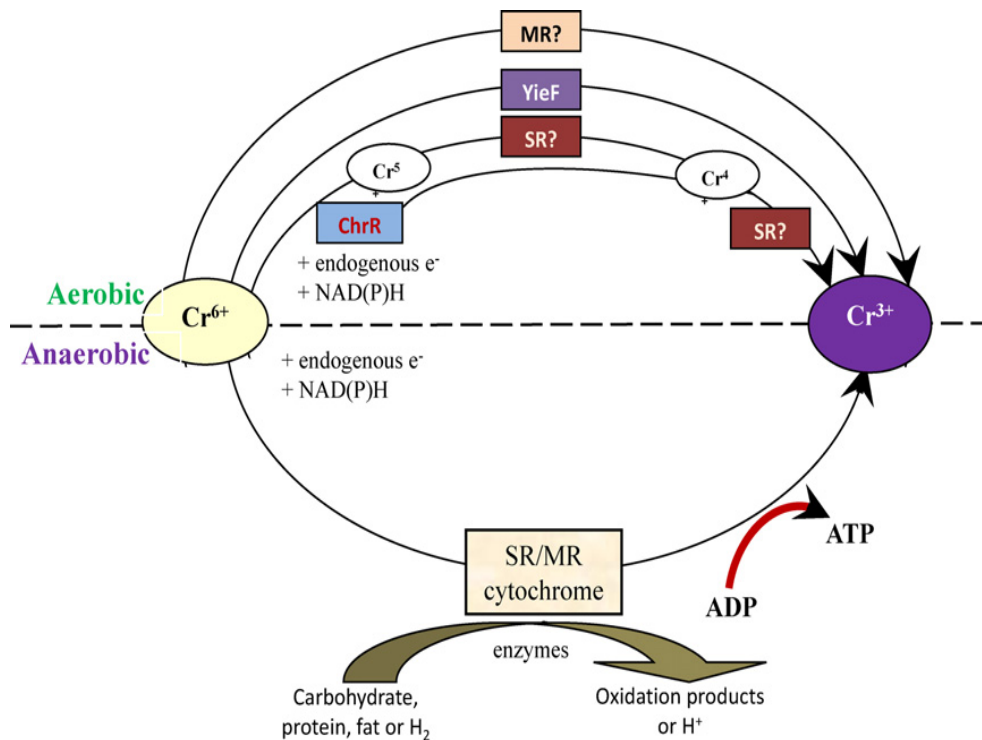 MR?
YieF
SR?
Cr⁵
+
Cr⁴
+
ChrR
SR?
+ endogenous e⁻
+ NAD(P)H
Aerobic
Cr⁶⁺
Cr³⁺
Anaerobic
+ endogenous e⁻
+ NAD(P)H
SR/MR
cytochrome
ATP
ADP
enzymes
Carbohydrate,
protein, fat or H₂
Oxidation products
or H⁺